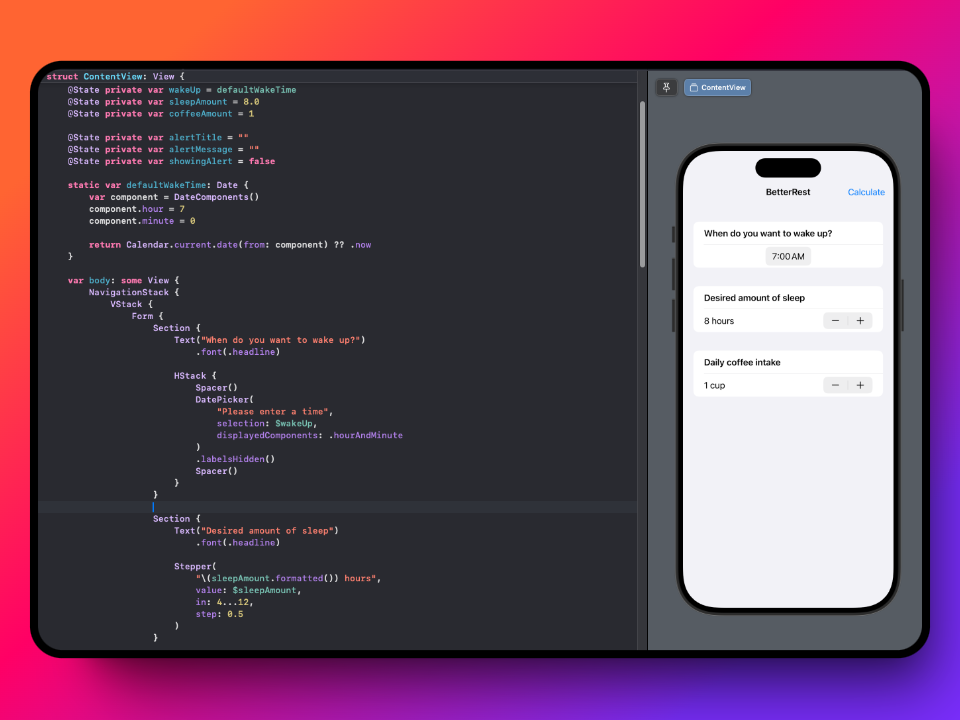 struct ContentView: View {
@State private var wakeUp = defaultWakeTime
@State private var sleepAmount = 8.0
@State private var coffeeAmount = 1
@State private var alertTitle = ""
@State private var alertMessage = ""
@State private var showingAlert = false
static var defaultWakeTime: Date {
var component = DateComponents()
component.hour = 7
component.minute = 0
return Calendar.current.date(from: component) ?? .now
}
var body: some View {
NavigationStack {
VStack {
Form {
Section {
Text("When do you want to wake up?")
.font(.headline)
HStack {
Spacer()
DatePicker(
"Please enter a time",
selection: $wakeUp,
displayedComponents: .hourAndMinute
)
.labelsHidden()
Spacer()
}
}
Section {
Text("Desired amount of sleep")
.font(.headline)
Stepper(
"\(sleepAmount.formatted()) hours",
value: $sleepAmount,
in: 4...12,
step: 0.5
)
}
ContentView
BetterRest
Calculate
When do you want to wake up?
7:00 AM
Desired amount of sleep
8 hours
− +
Daily coffee intake
1 cup
− +